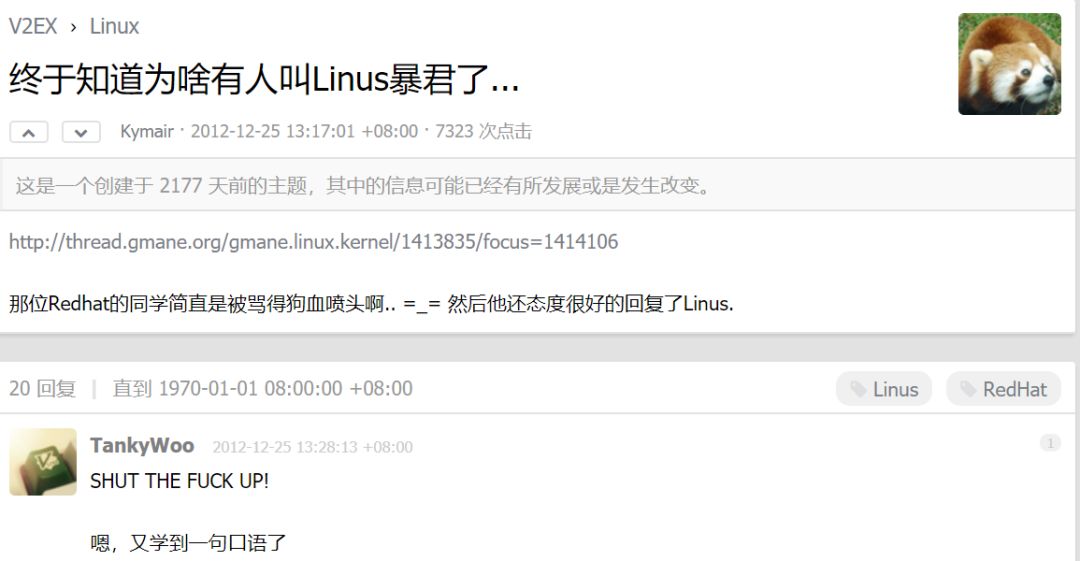 V2EX › Linux
终于知道为啥有人叫Linus暴君了...
Kymair · 2012-12-25 13:17:01 +08:00 · 7323 次点击
这是一个创建于 2177 天前的主题，其中的信息可能已经有所发展或是发生改变。
http://thread.gmane.org/gmane.linux.kernel/1413835/focus=1414106
那位Redhat的同学简直是被骂得狗血喷头啊.. =_= 然后他还态度很好的回复了Linus.
20 回复 | 直到 1970-01-01 08:00:00 +08:00 Linus RedHat
TankyWoo 2012-12-25 13:28:13 +08:00 1
SHUT THE FUCK UP!
嗯，又学到一句口语了